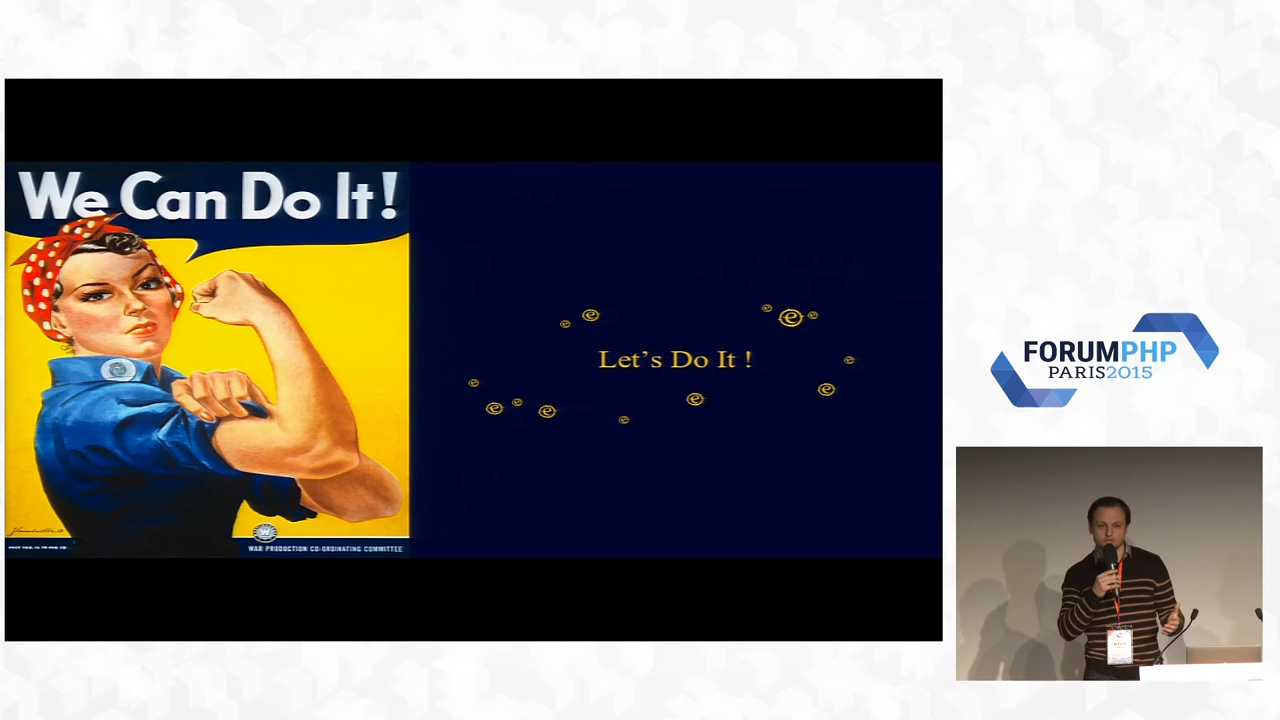 We Can Do It!
Let's Do It !
WAR PRODUCTION CO-ORDINATING COMMITTEE
FORUMPHP
PARIS2015